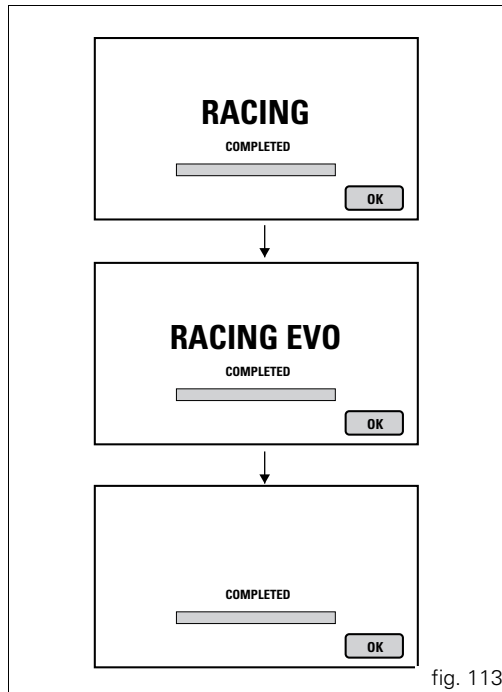 RACING
COMPLETED
OK
RACING EVO
COMPLETED
OK
COMPLETED
OK
fig. 113